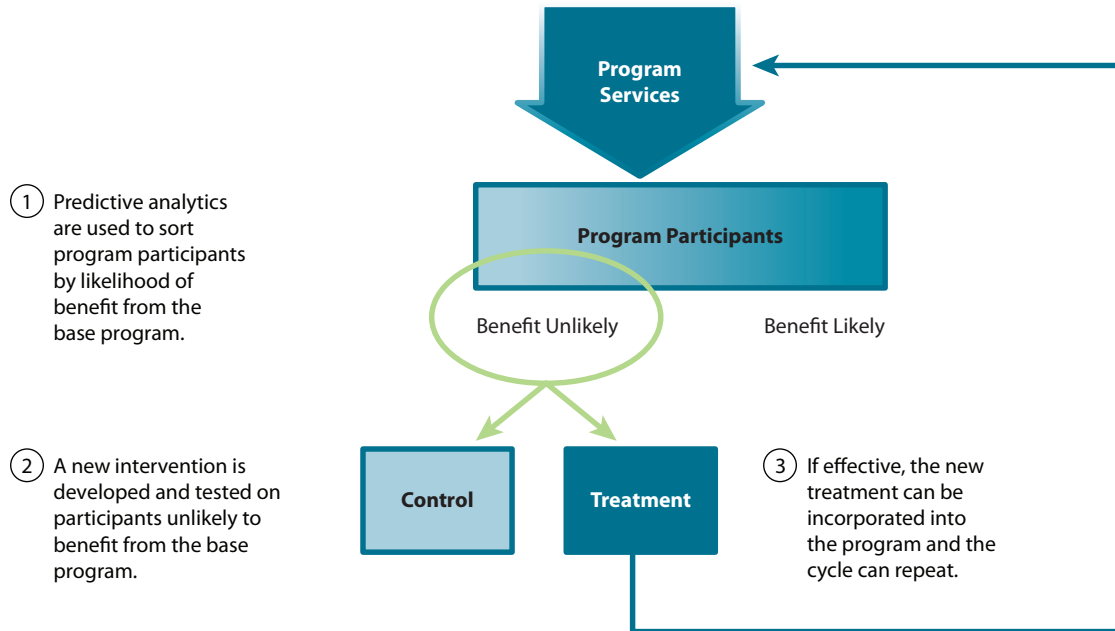 Program
Services
1 Predictive analytics
are used to sort
program participants
by likelihood of
benefit from the
base program.
Program Participants
Benefit Unlikely
Benefit Likely
2 A new intervention is
developed and tested on
participants unlikely to
benefit from the base
program.
Control
Treatment
3 If effective, the new
treatment can be
incorporated into
the program and the
cycle can repeat.